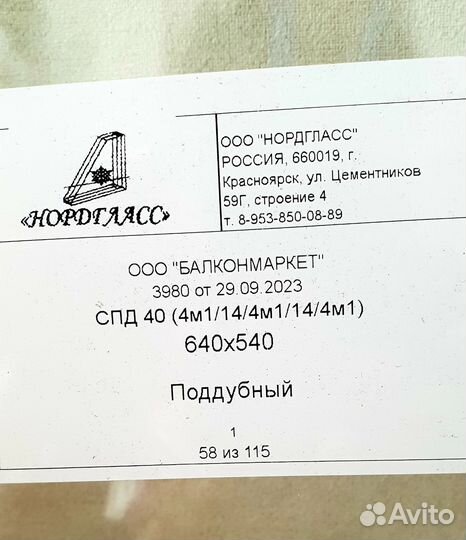 «НОРДГЛАСС»
ООО "НОРДГЛАСС"
РОССИЯ, 660019, г.
Красноярск, ул. Цементников
59Г, строение 4
т. 8-953-850-08-89
ООО "БАЛКОНМАРКЕТ"
3980 от 29.09.2023
СПД 40 (4м1/14/4м1/14/4м1)
640x540
Поддубный
1
58 из 115
Avito